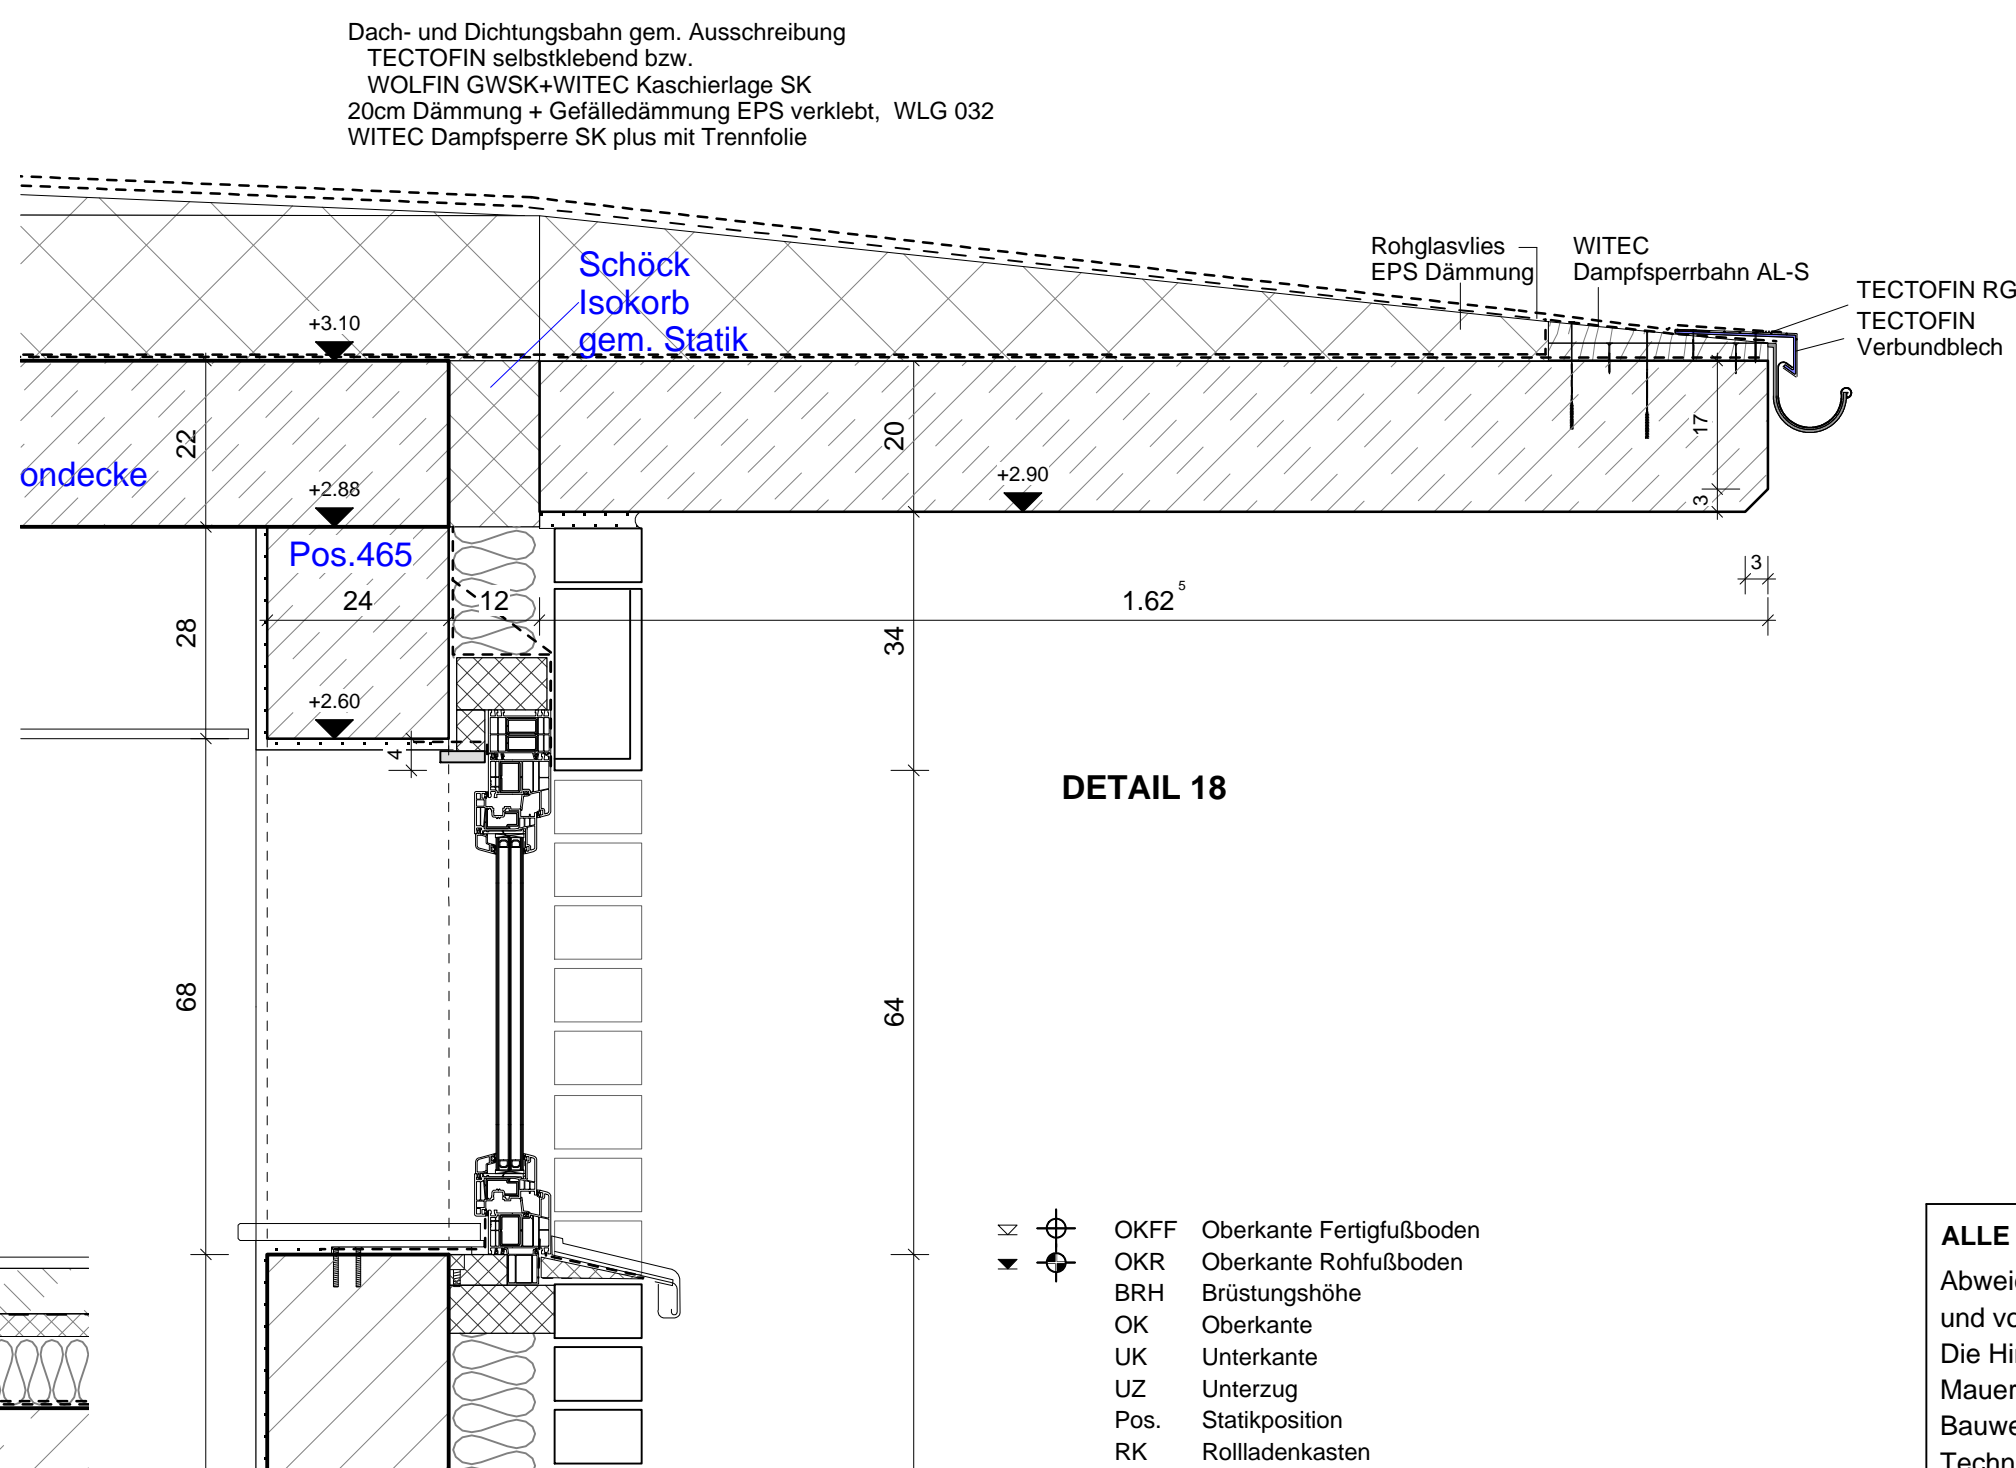 Dach- und Dichtungsbahn gem. Ausschreibung
TECTOFIN selbstklebend bzw.
WOLFIN GWSK+WITEC Kaschierlage SK
20cm Dämmung + Gefälledämmung EPS verklebt, WLG 032
WITEC Dampfsperre SK plus mit Trennfolie
Rohglasvlies
EPS Dämmung
WITEC
Dampfsperrbahn AL-S
TECTOFIN RG
TECTOFIN
Verbundblech
Schöck
Isokorb
gem. Statik
+3.10
22
20
17
3
ondecke
+2.88
+2.90
Pos.465
24
12
1.62⁵
3
28
34
+2.60
4
DETAIL 18
68
64
OKFF Oberkante Fertigfußboden
OKR Oberkante Rohfußboden
BRH Brüstungshöhe
OK Oberkante
UK Unterkante
UZ Unterzug
Pos. Statikposition
RK Rollladenkasten
ALLE
Abwei
und vo
Die Hi
Mauer
Bauwe
Techn